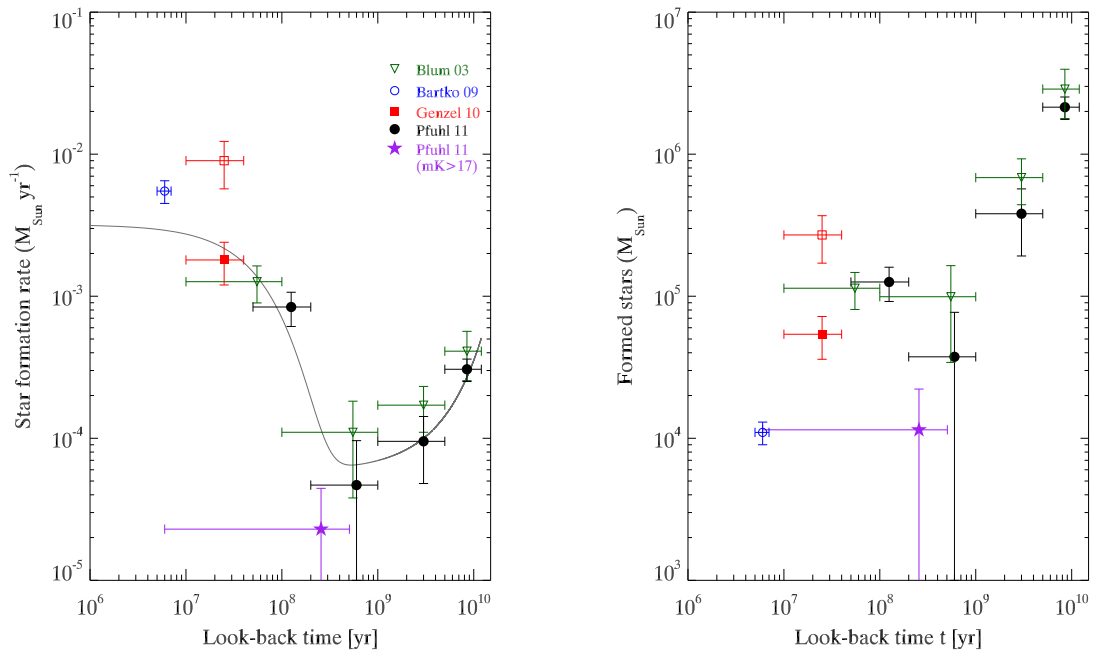 Star formation rate (M_Sun yr^-1)
10^-1
10^-2
10^-3
10^-4
10^-5
Blum 03
Bartko 09
Genzel 10
Pfuhl 11
Pfuhl 11
(mK>17)
10^6 10^7 10^8 10^9 10^10
Look-back time [yr]
Formed stars (M_Sun)
10^7
10^6
10^5
10^4
10^3
10^6 10^7 10^8 10^9 10^10
Look-back time t [yr]